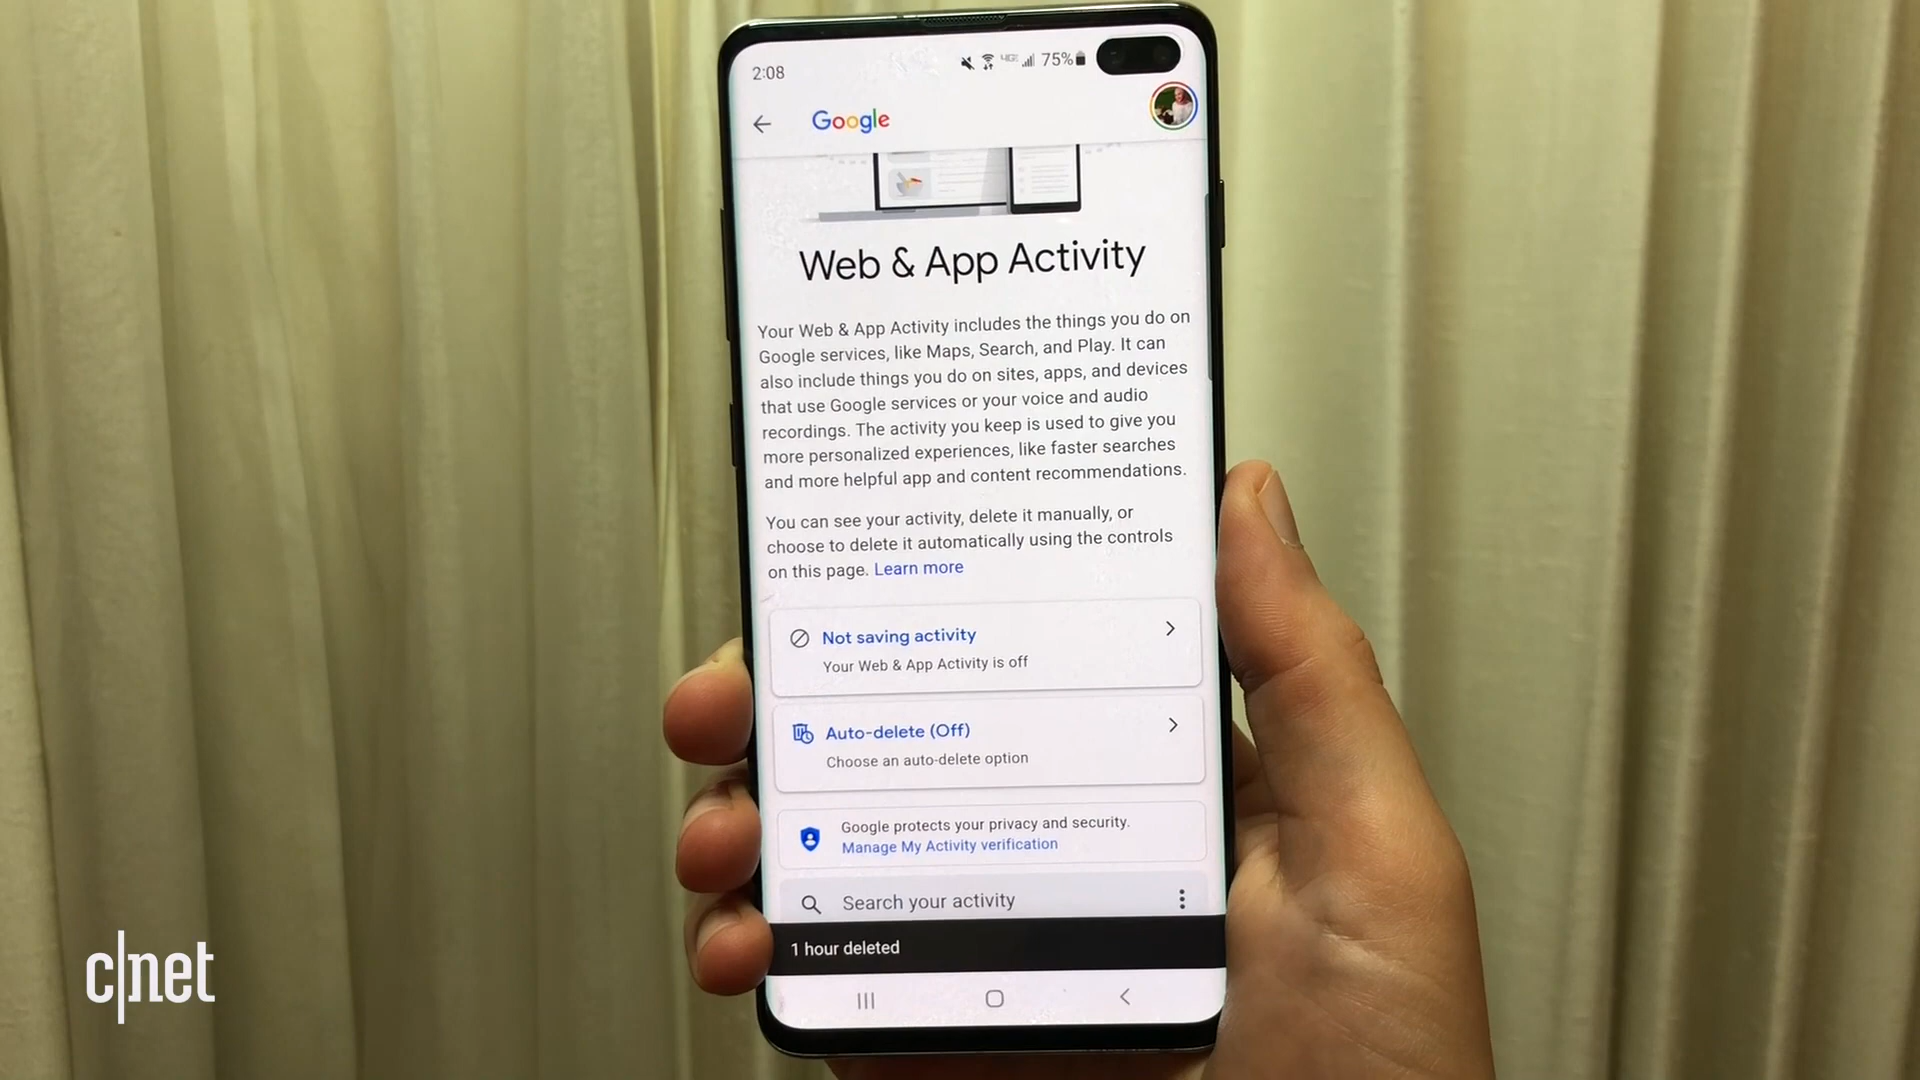 2:08
4GE 75%
Google
Web & App Activity
Your Web & App Activity includes the things you do on
Google services, like Maps, Search, and Play. It can
also include things you do on sites, apps, and devices
that use Google services or your voice and audio
recordings. The activity you keep is used to give you
more personalized experiences, like faster searches
and more helpful app and content recommendations.
You can see your activity, delete it manually, or
choose to delete it automatically using the controls
on this page. Learn more
Not saving activity
Your Web & App Activity is off
Auto-delete (Off)
Choose an auto-delete option
Google protects your privacy and security.
Manage My Activity verification
Search your activity
1 hour deleted
c|net